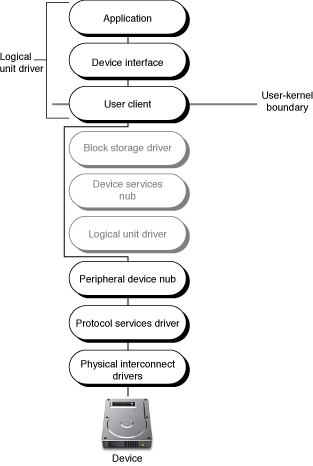 Application
Logical
unit driver
Device interface
User client
User-kernel
boundary
Block storage driver
Device services
nub
Logical unit driver
Peripheral device nub
Protocol services driver
Physical interconnect
drivers
Device